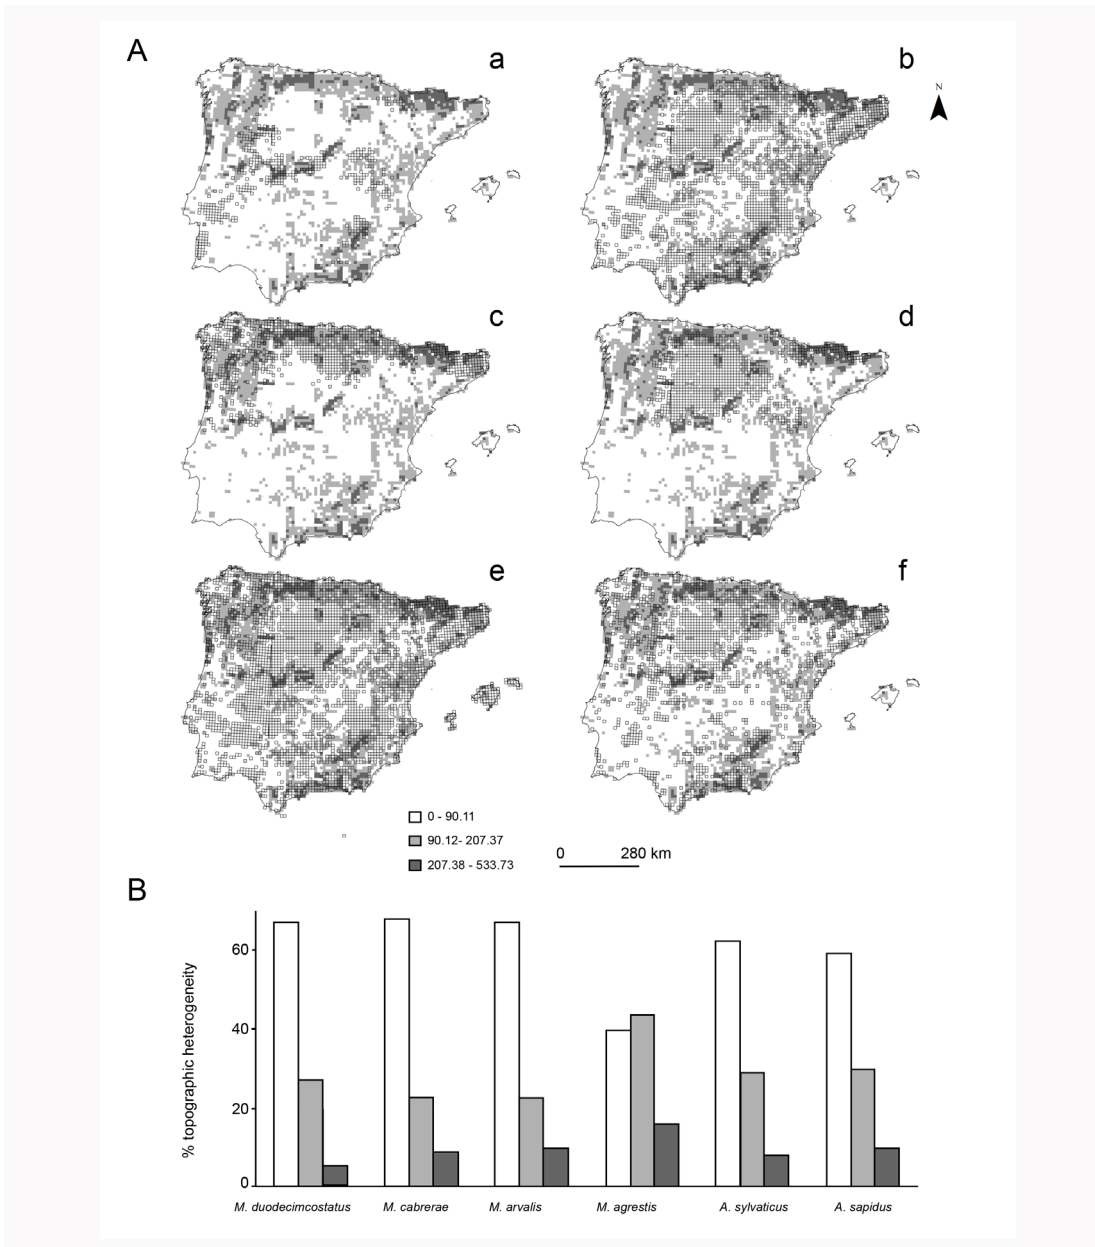 A
a
b
N
c
d
e
f
0 - 90.11
90.12- 207.37
207.38 - 533.73
0 280 km
B
% topographic heterogeneity
60
40
20
0
M. duodecimcostatus M. cabrerae M. arvalis M. agrestis A. sylvaticus A. sapidus